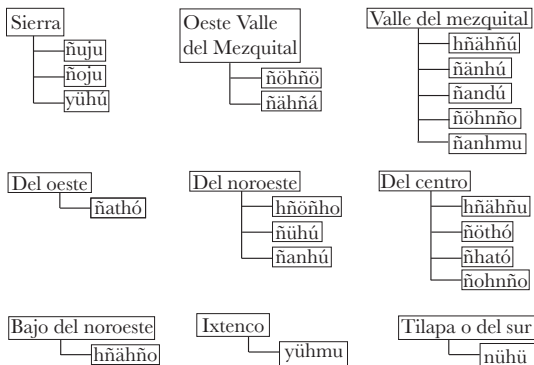 Sierra
ñuju
ñoju
yühú
Oeste Valle
del Mezquital
ñöhñö
ñähñá
Valle del mezquital
hñähñú
ñänhú
ñandú
ñöhnño
ñanhmu
Del oeste
ñathó
Del noroeste
hñöñho
ñühú
ñanhú
Del centro
hñähñu
ñöthó
ñható
ñohnño
Bajo del noroeste
hñähño
Ixtenco
yühmu
Tilapa o del sur
nühü